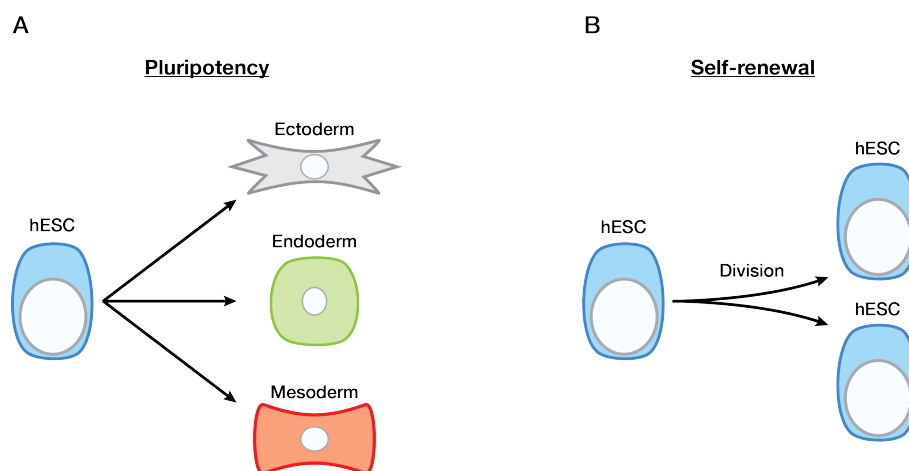 A
Pluripotency
hESC
Ectoderm
Endoderm
Mesoderm
B
Self-renewal
hESC
Division
hESC
hESC